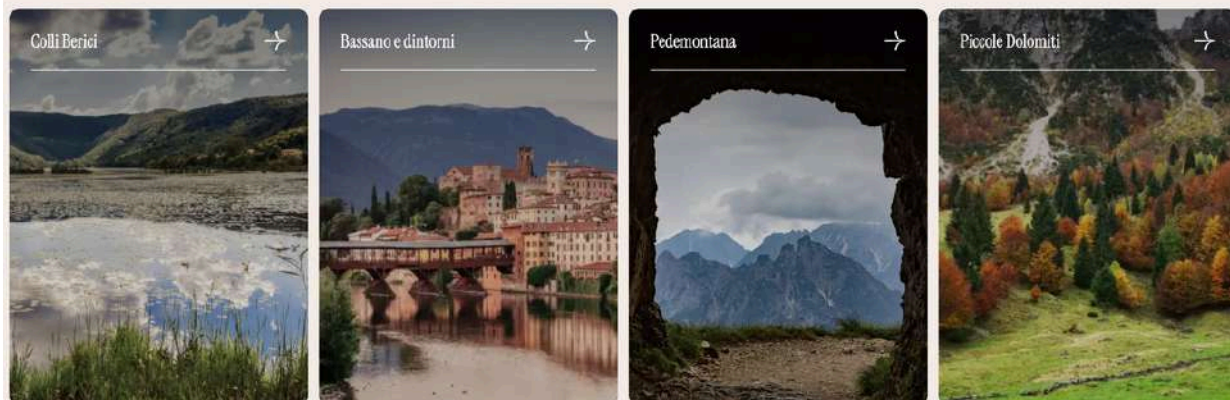 Colli Berici
Bassano e dintorni
Pedemontana
Piccole Dolomiti